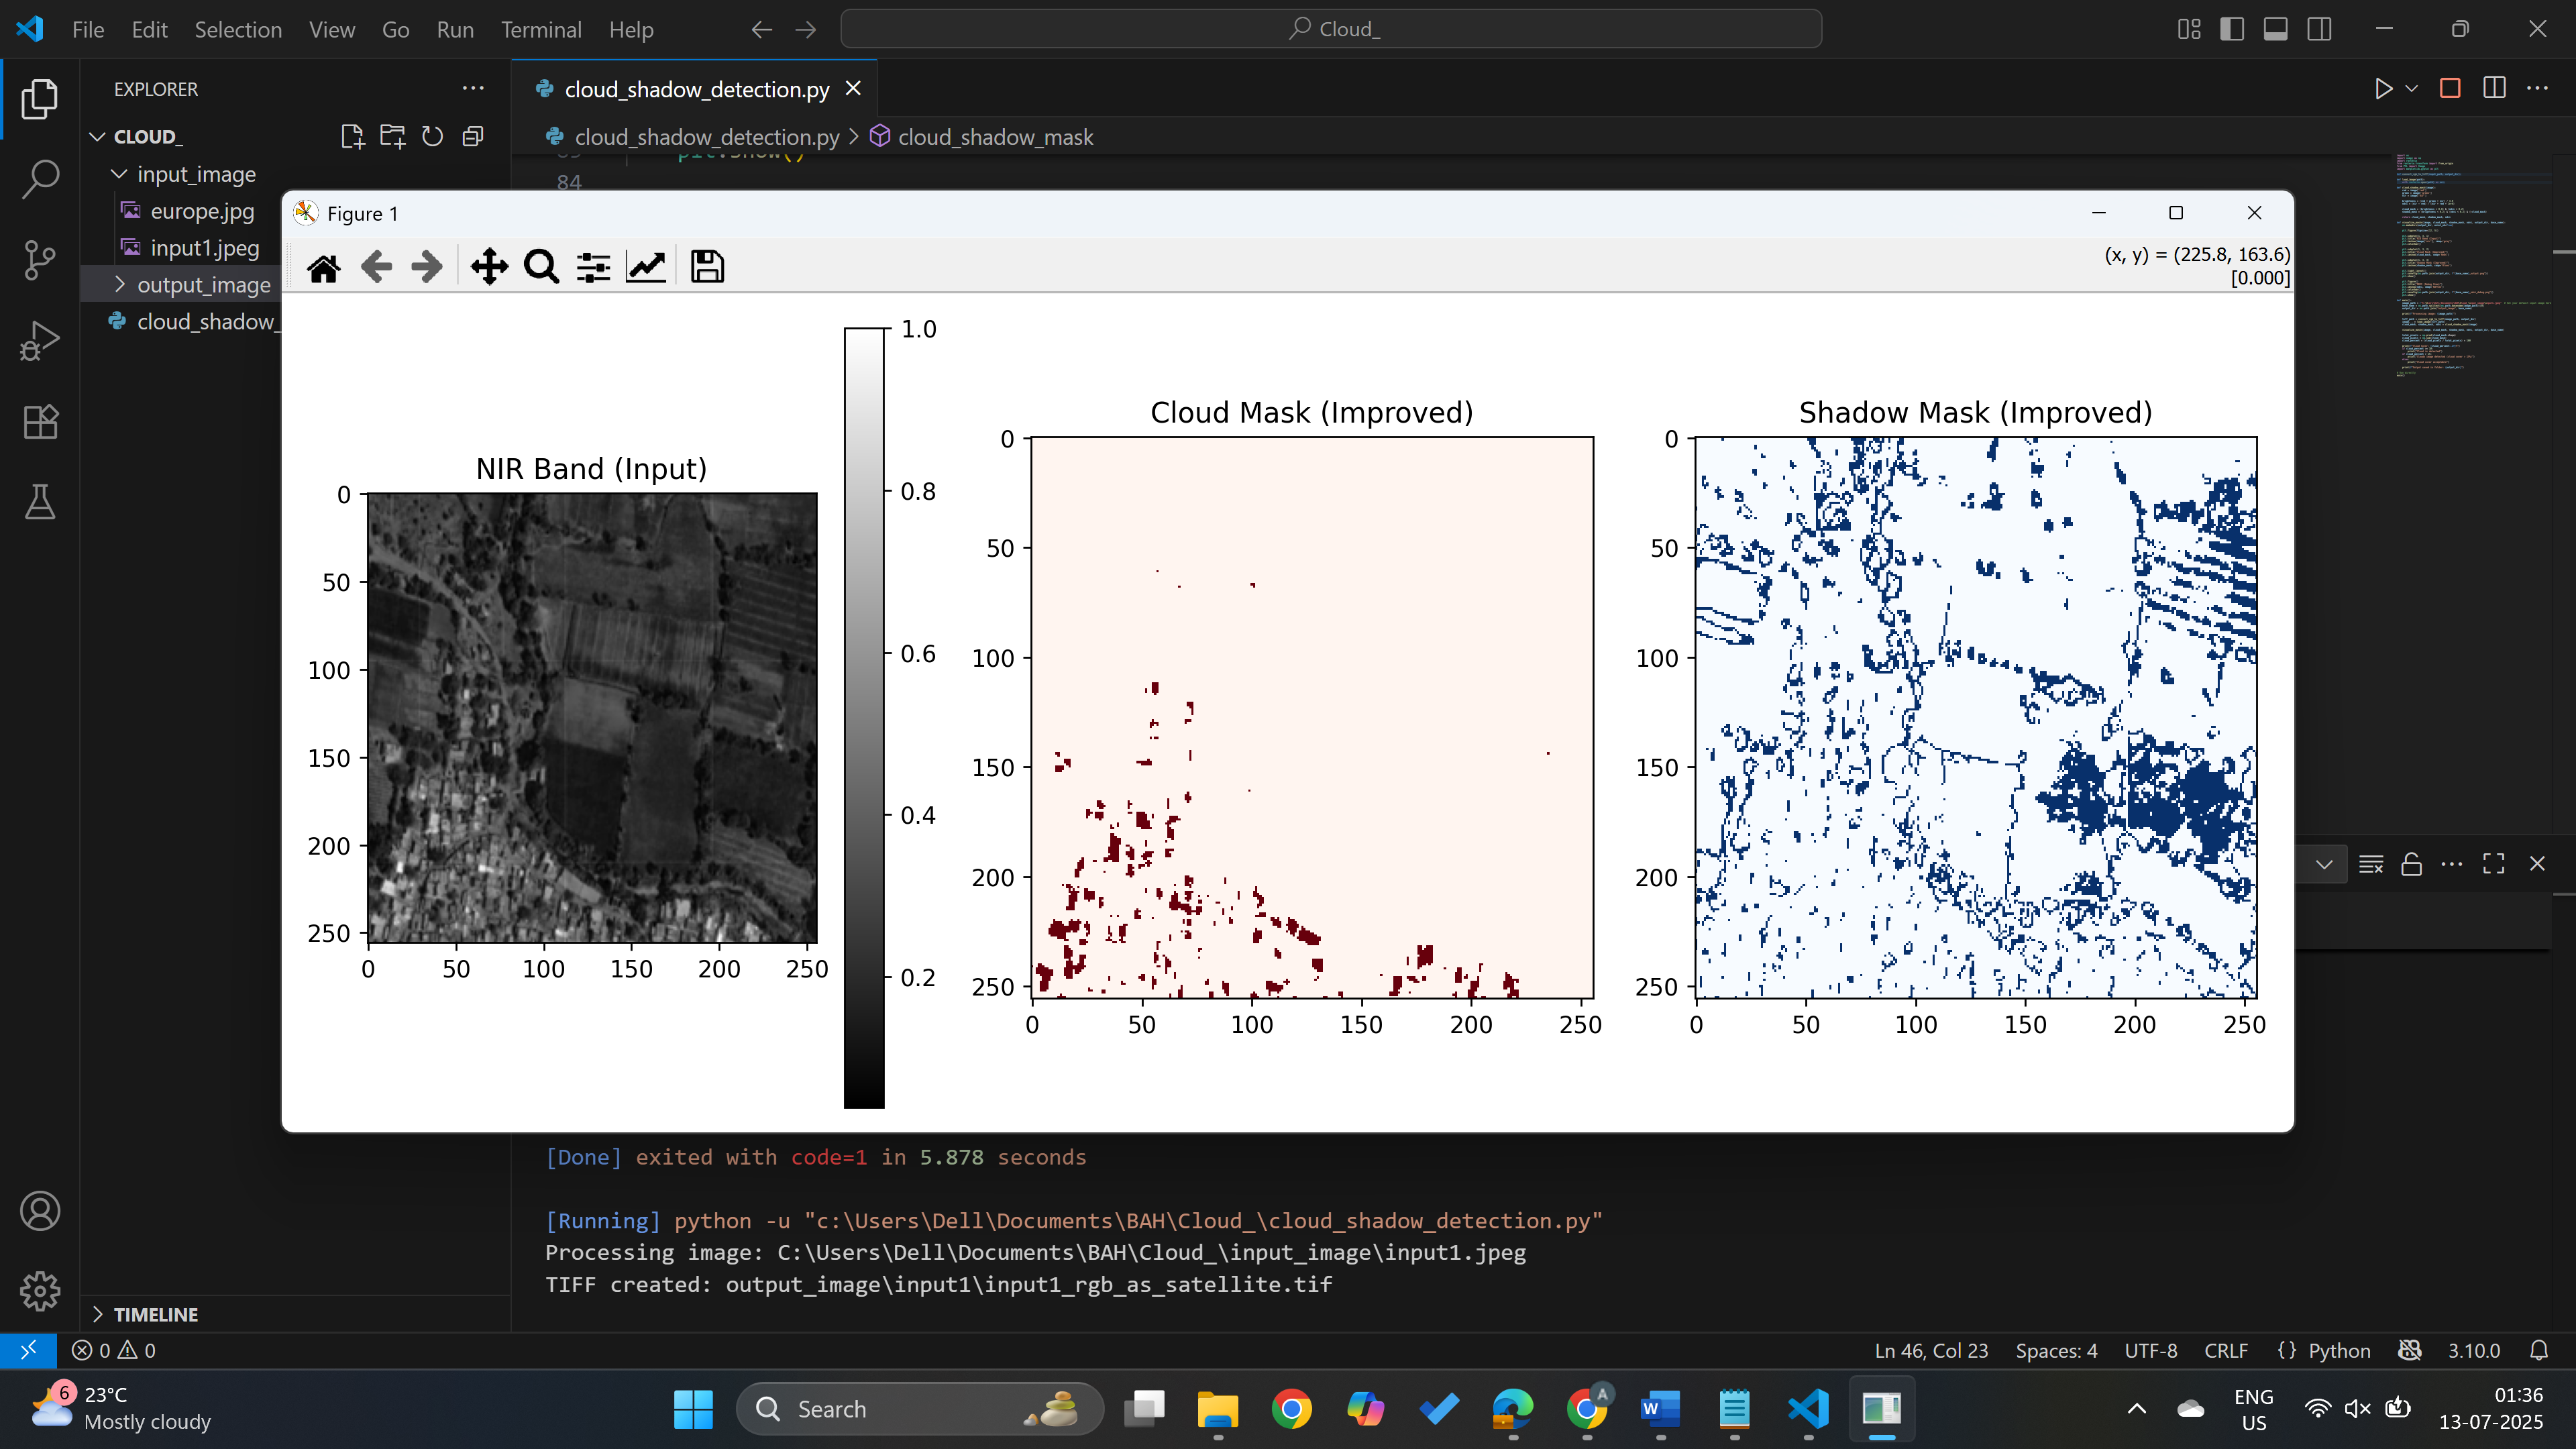 File Edit Selection View Go Run Terminal Help
Cloud_
EXPLORER
cloud_shadow_detection.py
CLOUD_
cloud_shadow_detection.py > cloud_shadow_mask
input_image
84
europe.jpg
input1.jpeg
output_image
cloud_shadow_
Figure 1
(x, y) = (225.8, 163.6)
[0.000]
NIR Band (Input)
0
50
100
150
200
250
0 50 100 150 200 250
1.0
0.8
0.6
0.4
0.2
Cloud Mask (Improved)
0
50
100
150
200
250
0 50 100 150 200 250
Shadow Mask (Improved)
0
50
100
150
200
250
0 50 100 150 200 250
[Done] exited with code=1 in 5.878 seconds
[Running] python -u "c:\Users\Dell\Documents\BAH\Cloud_\cloud_shadow_detection.py"
Processing image: C:\Users\Dell\Documents\BAH\Cloud_\input_image\input1.jpeg
TIFF created: output_image\input1\input1_rgb_as_satellite.tif
TIMELINE
0 0
Ln 46, Col 23 Spaces: 4 UTF-8 CRLF {} Python 3.10.0
6
23°C
Mostly cloudy
Search
A
W
ENG
US
01:36
13-07-2025